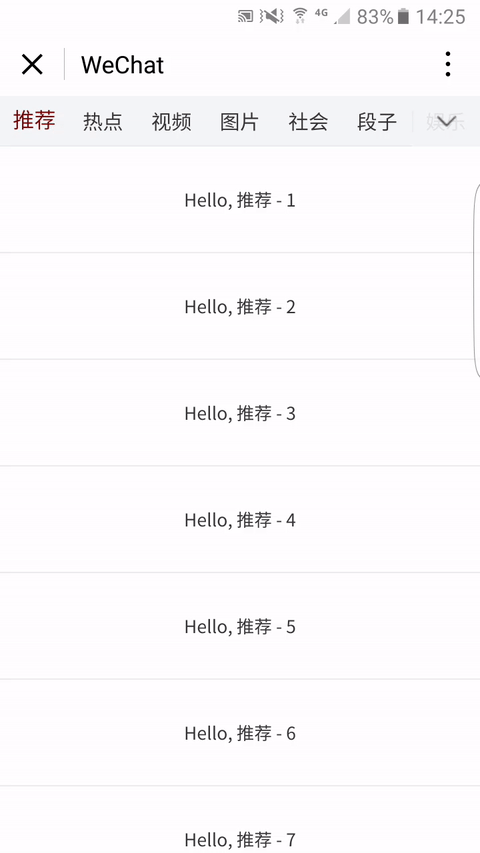 4G 83% 14:25
WeChat
推荐 热点 视频 图片 社会 段子 娱乐
Hello, 推荐 - 1
Hello, 推荐 - 2
Hello, 推荐 - 3
Hello, 推荐 - 4
Hello, 推荐 - 5
Hello, 推荐 - 6
Hello, 推荐 - 7